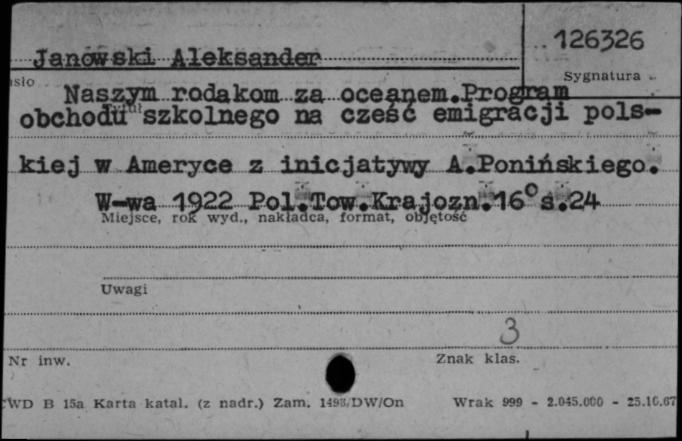 Janowski Aleksander
126326
Sygnatura
Naszym rodakom za oceanem.Program
obchodu szkolnego na cześć emigracji pols-
Tytuł
kiej w Ameryce z inicjatywy A.Ponińskiego.
W-wa 1922 Pol.Tow.Krajozn.16° s.24
Miejsce, rok wyd., nakładca, format, objętość
Uwagi
3
Nr inw.
Znak klas.
WD B 15a Karta katal. (z nadr.) Zam. DW/On
Wrak 999 - 2.045.000 - 25.10.67